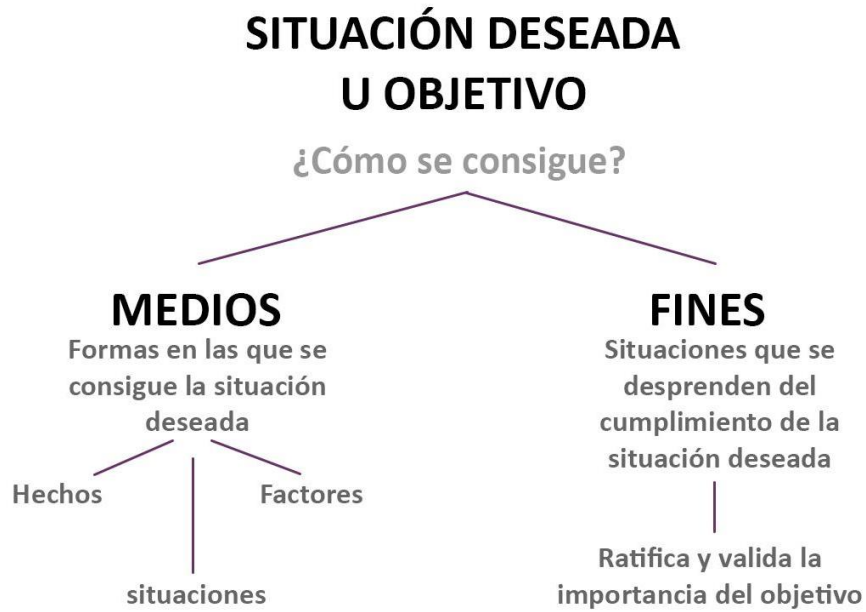 SITUACIÓN DESEADA
U OBJETIVO
¿Cómo se consigue?
MEDIOS
Formas en las que se
consigue la situación
deseada
Hechos
Factores
situaciones
FINES
Situaciones que se
desprenden del
cumplimiento de la
situación deseada
Ratifica y valida la
importancia del objetivo